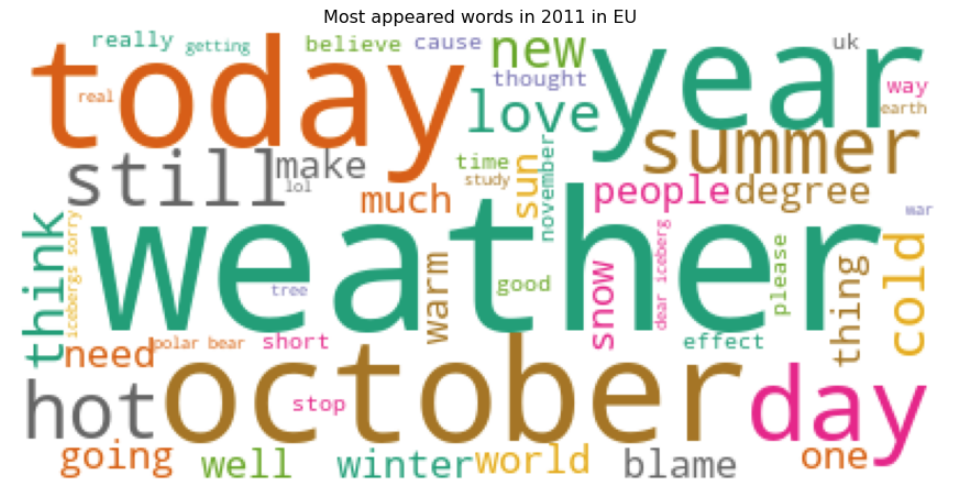 Most appeared words in 2011 in EU
today
year
really
getting
believe
cause
new
uk
thought
way
real
love
earth
summer
still
make
lol
time
study
sun
november
much
people
degree
war
think
icebergs sorry
weather
tree
warm
good
snow
dear iceberg
please
thing
cold
need
polar bear
short
effect
hot
october
stop
day
going
well
winter
world
blame
one